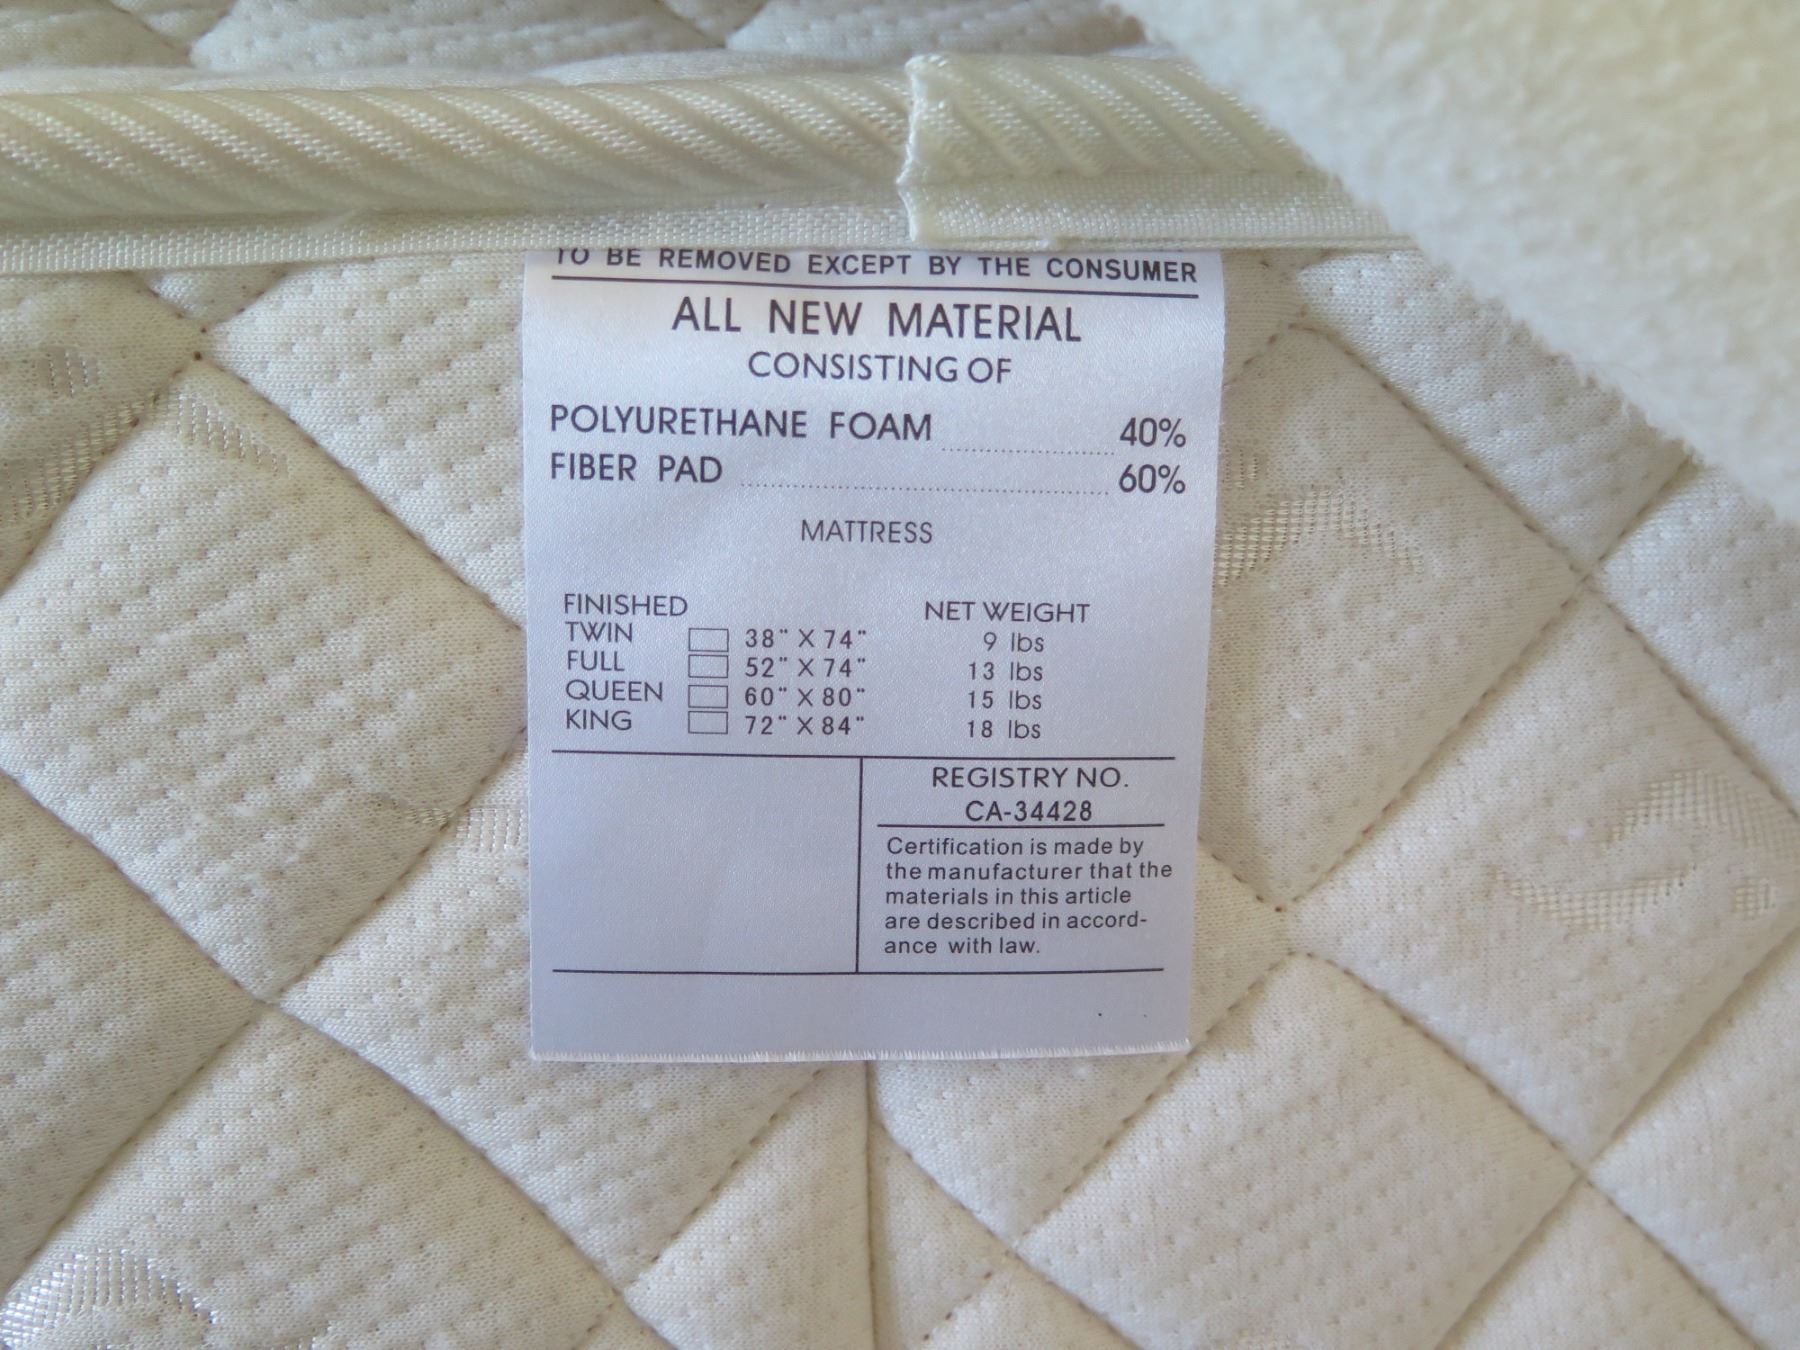 TO BE REMOVED EXCEPT BY THE CONSUMER
ALL NEW MATERIAL
CONSISTING OF
POLYURETHANE FOAM 40%
FIBER PAD 60%
MATTRESS
FINISHED NET WEIGHT
TWIN 38" X 74" 9 lbs
FULL 52" X 74" 13 lbs
QUEEN 60" X 80" 15 lbs
KING 72" X 84" 18 lbs
REGISTRY NO.
CA-34428
Certification is made by
the manufacturer that the
materials in this article
are described in accord-
ance with law.